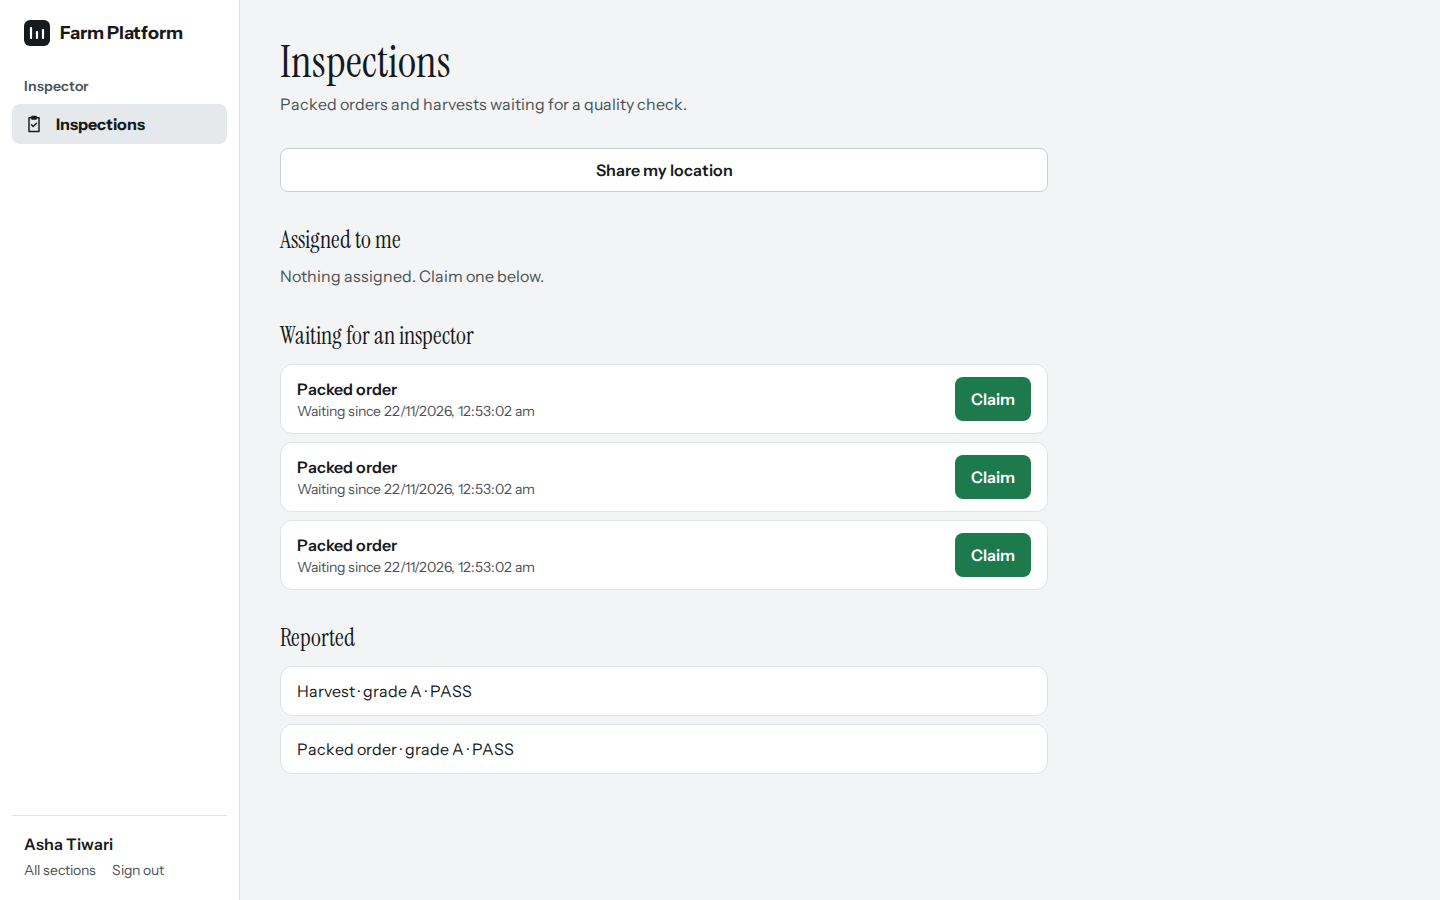 Farm Platform
Inspector
Inspections
Asha Tiwari
All sections Sign out
Inspections
Packed orders and harvests waiting for a quality check.
Share my location
Assigned to me
Nothing assigned. Claim one below.
Waiting for an inspector
Packed order
Waiting since 22/11/2026, 12:53:02 am
Claim
Packed order
Waiting since 22/11/2026, 12:53:02 am
Claim
Packed order
Waiting since 22/11/2026, 12:53:02 am
Claim
Reported
Harvest · grade A · PASS
Packed order · grade A · PASS